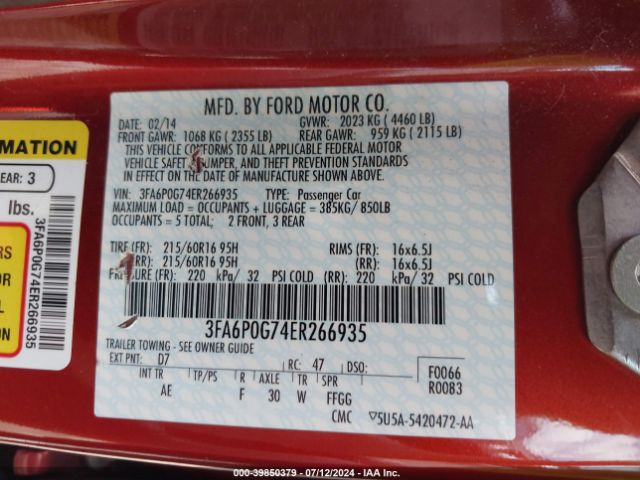 MFD. BY FORD MOTOR CO.
DATE: 02/14 GVWR: 2023 KG ( 4460 LB)
FRONT GAWR: 1068 KG ( 2355 LB) REAR GAWR: 959 KG ( 2115 LB)
THIS VEHICLE CONFORMS TO ALL APPLICABLE FEDERAL MOTOR
VEHICLE SAFETY, BUMPER, AND THEFT PREVENTION STANDARDS
IN EFFECT ON THE DATE OF MANUFACTURE SHOWN ABOVE.
VIN: 3FA6P0G74ER266935 TYPE: Passenger Car
MAXIMUM LOAD = OCCUPANTS + LUGGAGE = 385KG/ 850LB
OCCUPANTS = 5 TOTAL; 2 FRONT, 3 REAR
TIRE (FR): 215/60R16 95H RIMS (FR): 16x6.5J
(RR): 215/60R16 95H (RR): 16x6.5J
PRESSURE (FR): 220 kPa/ 32 PSI COLD (RR): 220 kPa/ 32 PSI COLD
3FA6P0G74ER266935
TRAILER TOWING - SEE OWNER GUIDE
EXT PNT: D7 RC: 47 DSO: F0066
R0083
INT TR TP/PS R AXLE TR
AE F 30 W FFGG
CMC 5U5A-5420472-AA
RMATION
EAR: 3
lbs.
3FA6P0G74ER266935
RS
OR
L
ON
000-39850379 - 07/12/2024 - IAA Inc.